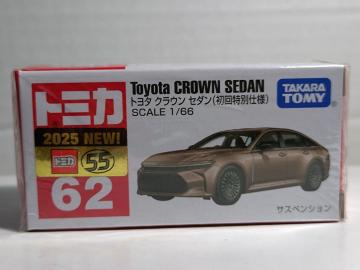 トミカ
2025 NEW!
トミカ 55
62
Toyota CROWN SEDAN
トヨタ クラウン セダン(初回特別仕様)
SCALE 1/66
TAKARA
TOMY
サスペンション